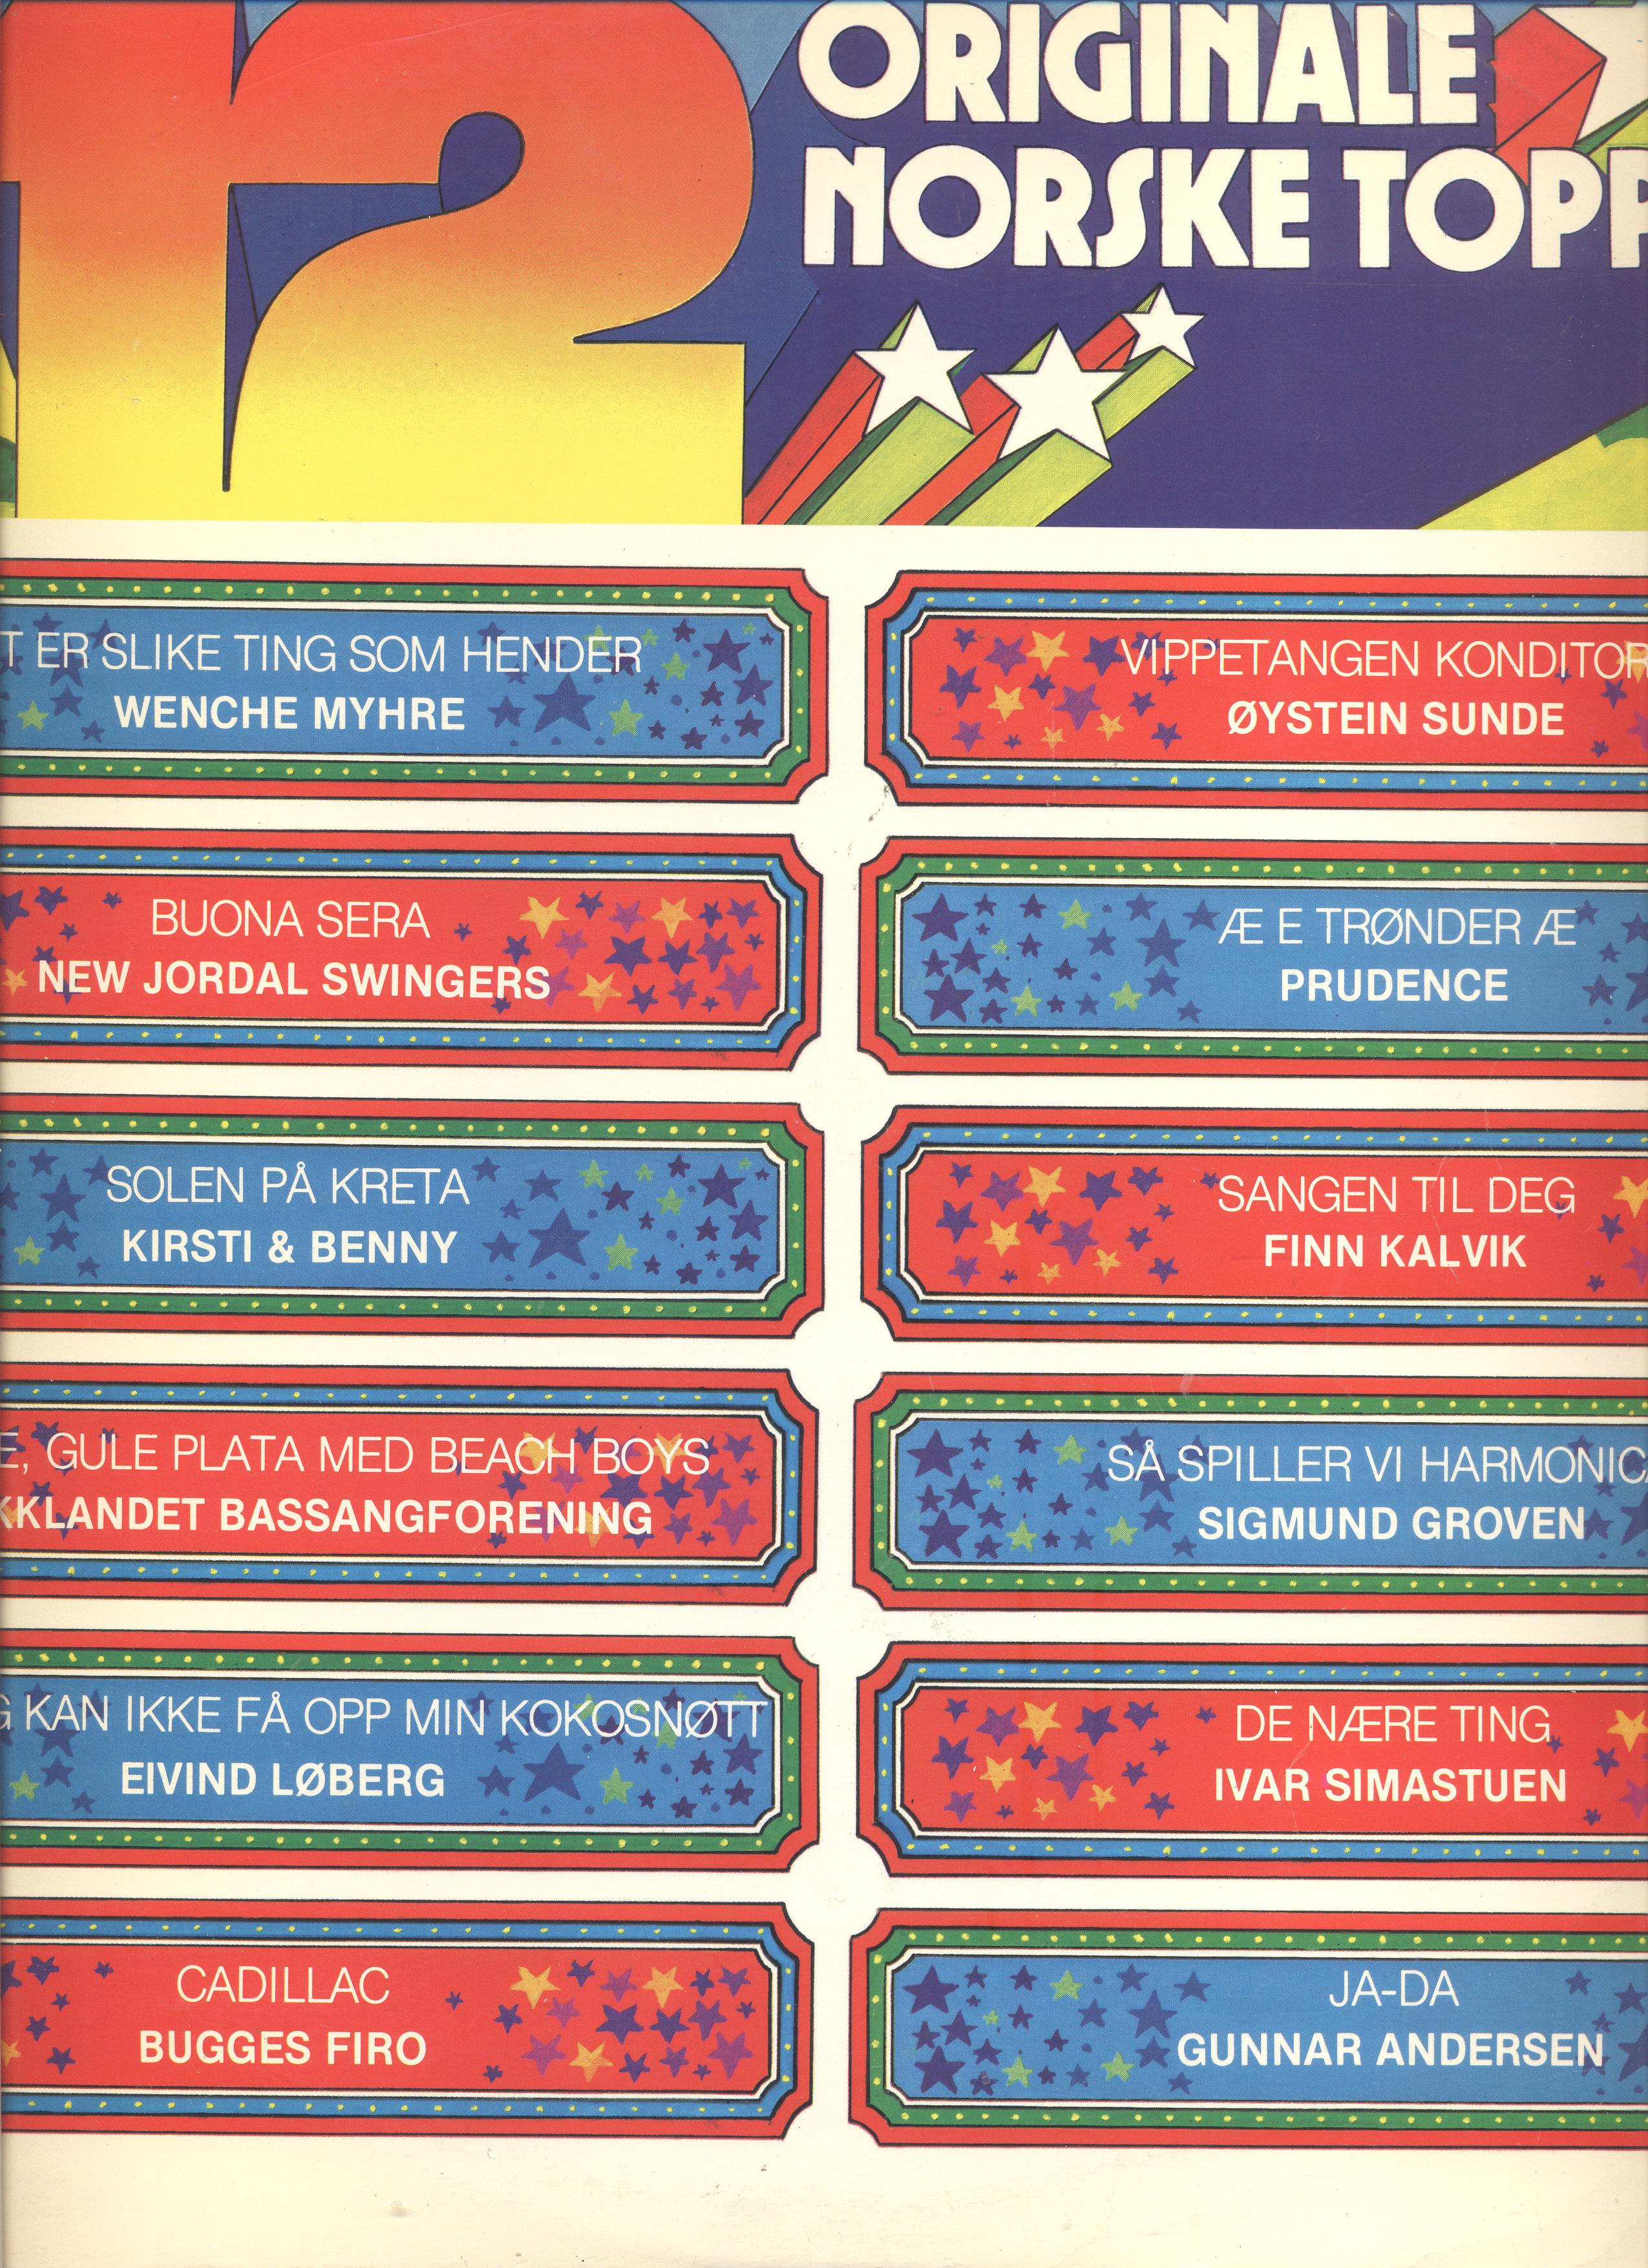 12
ORIGINALE
NORSKE TOPP
T ER SLIKE TING SOM HENDER
WENCHE MYHRE
BUONA SERA
NEW JORDAL SWINGERS
SOLEN PÅ KRETA
KIRSTI & BENNY
E, GULE PLATA MED BEACH BOYS
KKLANDET BASSANGFORENING
G KAN IKKE FÅ OPP MIN KOKOSNØTT
EIVIND LØBERG
CADILLAC
BUGGES FIRO
VIPPETANGEN KONDITOR
ØYSTEIN SUNDE
Æ E TRØNDER Æ
PRUDENCE
SANGEN TIL DEG
FINN KALVIK
SÅ SPILLER VI HARMONICA
SIGMUND GROVEN
DE NÆRE TING
IVAR SIMASTUEN
JA-DA
GUNNAR ANDERSEN